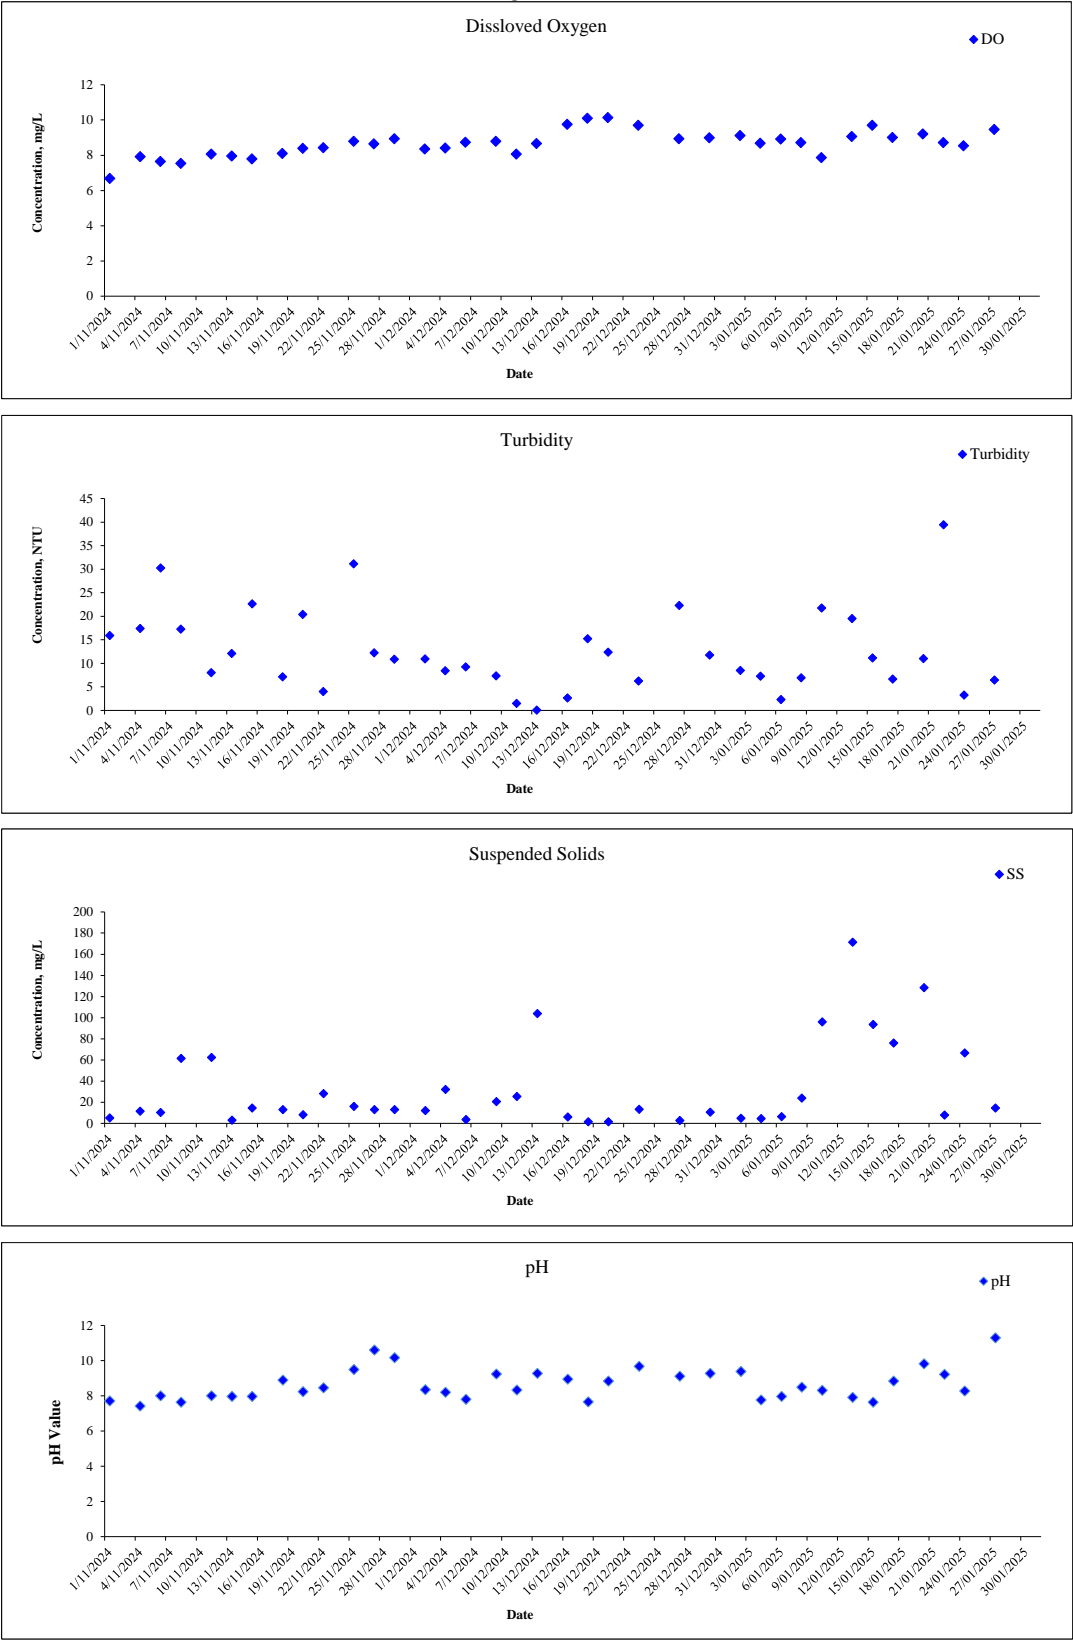 Dissloved Oxygen
DO
Concentration, mg/L
12
10
8
6
4
2
0
1/11/2024 4/11/2024 7/11/2024 10/11/2024 13/11/2024 16/11/2024 19/11/2024 22/11/2024 25/11/2024 28/11/2024 1/12/2024 4/12/2024 7/12/2024 10/12/2024 13/12/2024 16/12/2024 19/12/2024 22/12/2024 25/12/2024 28/12/2024 31/12/2024 3/01/2025 6/01/2025 9/01/2025 12/01/2025 15/01/2025 18/01/2025 21/01/2025 24/01/2025 27/01/2025 30/01/2025
Date
Turbidity
Turbidity
Concentration, NTU
45
40
35
30
25
20
15
10
5
0
1/11/2024 4/11/2024 7/11/2024 10/11/2024 13/11/2024 16/11/2024 19/11/2024 22/11/2024 25/11/2024 28/11/2024 1/12/2024 4/12/2024 7/12/2024 10/12/2024 13/12/2024 16/12/2024 19/12/2024 22/12/2024 25/12/2024 28/12/2024 31/12/2024 3/01/2025 6/01/2025 9/01/2025 12/01/2025 15/01/2025 18/01/2025 21/01/2025 24/01/2025 27/01/2025 30/01/2025
Date
Suspended Solids
SS
Concentration, mg/L
200
180
160
140
120
100
80
60
40
20
0
1/11/2024 4/11/2024 7/11/2024 10/11/2024 13/11/2024 16/11/2024 19/11/2024 22/11/2024 25/11/2024 28/11/2024 1/12/2024 4/12/2024 7/12/2024 10/12/2024 13/12/2024 16/12/2024 19/12/2024 22/12/2024 25/12/2024 28/12/2024 31/12/2024 3/01/2025 6/01/2025 9/01/2025 12/01/2025 15/01/2025 18/01/2025 21/01/2025 24/01/2025 27/01/2025 30/01/2025
Date
pH
pH
pH Value
12
10
8
6
4
2
0
1/11/2024 4/11/2024 7/11/2024 10/11/2024 13/11/2024 16/11/2024 19/11/2024 22/11/2024 25/11/2024 28/11/2024 1/12/2024 4/12/2024 7/12/2024 10/12/2024 13/12/2024 16/12/2024 19/12/2024 22/12/2024 25/12/2024 28/12/2024 31/12/2024 3/01/2025 6/01/2025 9/01/2025 12/01/2025 15/01/2025 18/01/2025 21/01/2025 24/01/2025 27/01/2025 30/01/2025
Date